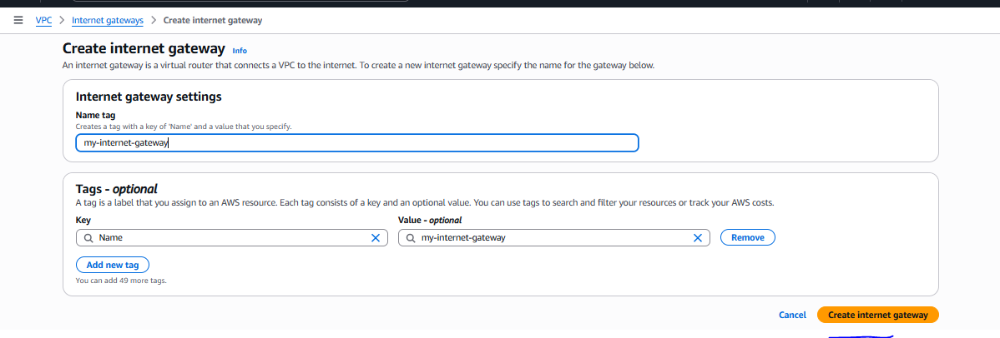 VPC > Internet gateways > Create internet gateway
Create internet gateway Info
An internet gateway is a virtual router that connects a VPC to the internet. To create a new internet gateway specify the name for the gateway below.
Internet gateway settings
Name tag
Creates a tag with a key of 'Name' and a value that you specify.
my-internet-gateway
Tags - optional
A tag is a label that you assign to an AWS resource. Each tag consists of a key and an optional value. You can use tags to search and filter your resources or track your AWS costs.
Key Value - optional
Name my-internet-gateway Remove
Add new tag
You can add 49 more tags.
Cancel Create internet gateway